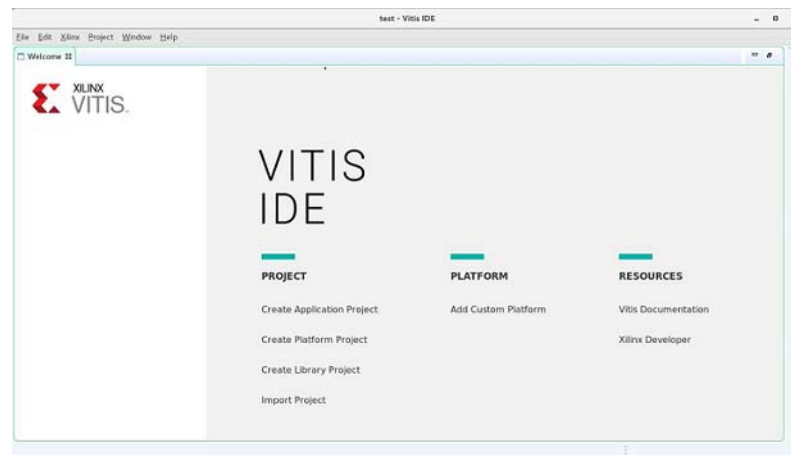 test - Vitis IDE
File Edit Xilinx Project Window Help
Welcome
XILINX
VITIS.
VITIS
IDE
PROJECT PLATFORM RESOURCES
Create Application Project Add Custom Platform Vitis Documentation
Create Platform Project Xilinx Developer
Create Library Project
Import Project